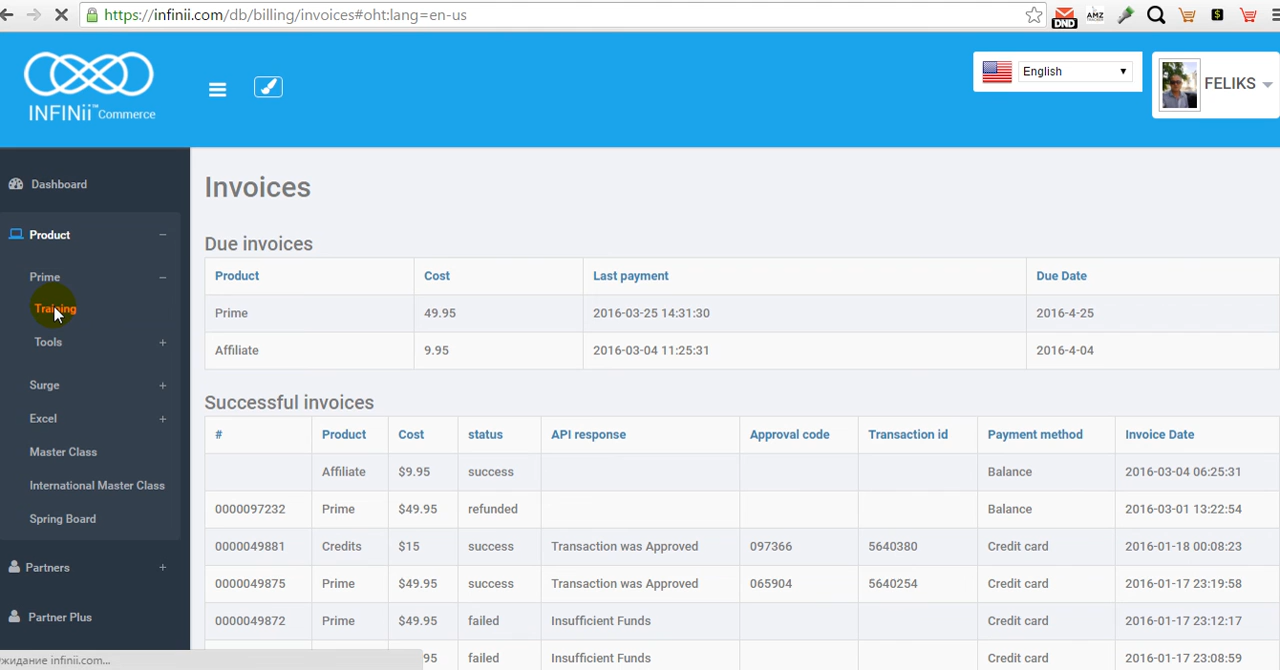 https://infinii.com/db/billing/invoices#oht:lang=en-us
DND
AMZ
$
INFINii™ Commerce
English
FELIKS
Dashboard
Product
Prime
Training
Tools
Surge
Excel
Master Class
International Master Class
Spring Board
Partners
Partner Plus
жидание infinii.com...
Invoices
Due invoices
Product Cost Last payment Due Date
Prime 49.95 2016-03-25 14:31:30 2016-4-25
Affiliate 9.95 2016-03-04 11:25:31 2016-4-04
Successful invoices
# Product Cost status API response Approval code Transaction id Payment method Invoice Date
Affiliate $9.95 success Balance 2016-03-04 06:25:31
0000097232 Prime $49.95 refunded Balance 2016-03-01 13:22:54
0000049881 Credits $15 success Transaction was Approved 097366 5640380 Credit card 2016-01-18 00:08:23
0000049875 Prime $49.95 success Transaction was Approved 065904 5640254 Credit card 2016-01-17 23:19:58
0000049872 Prime $49.95 failed Insufficient Funds Credit card 2016-01-17 23:12:17
95 failed Insufficient Funds Credit card 2016-01-17 23:08:59